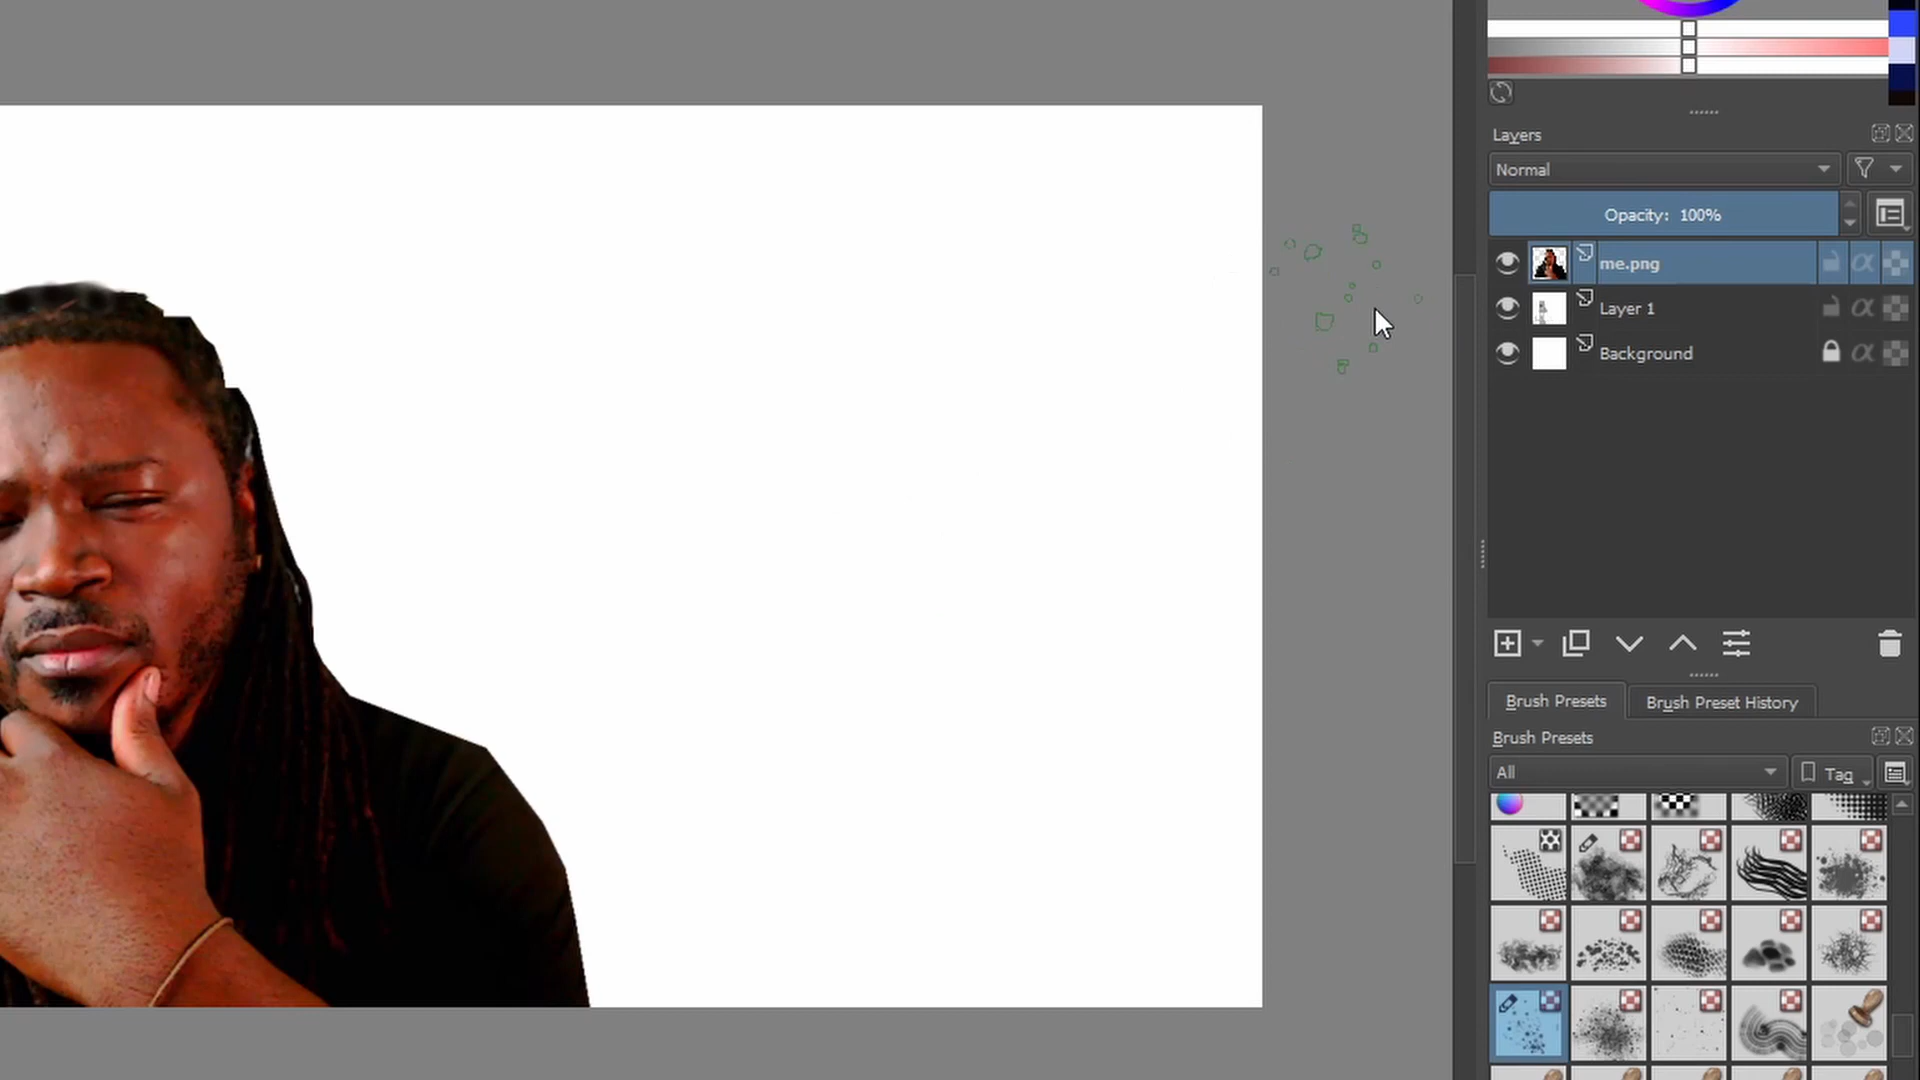 Layers
Normal
Opacity: 100%
me.png
Layer 1
Background
Brush Presets
Brush Preset History
Brush Presets
All
Tag